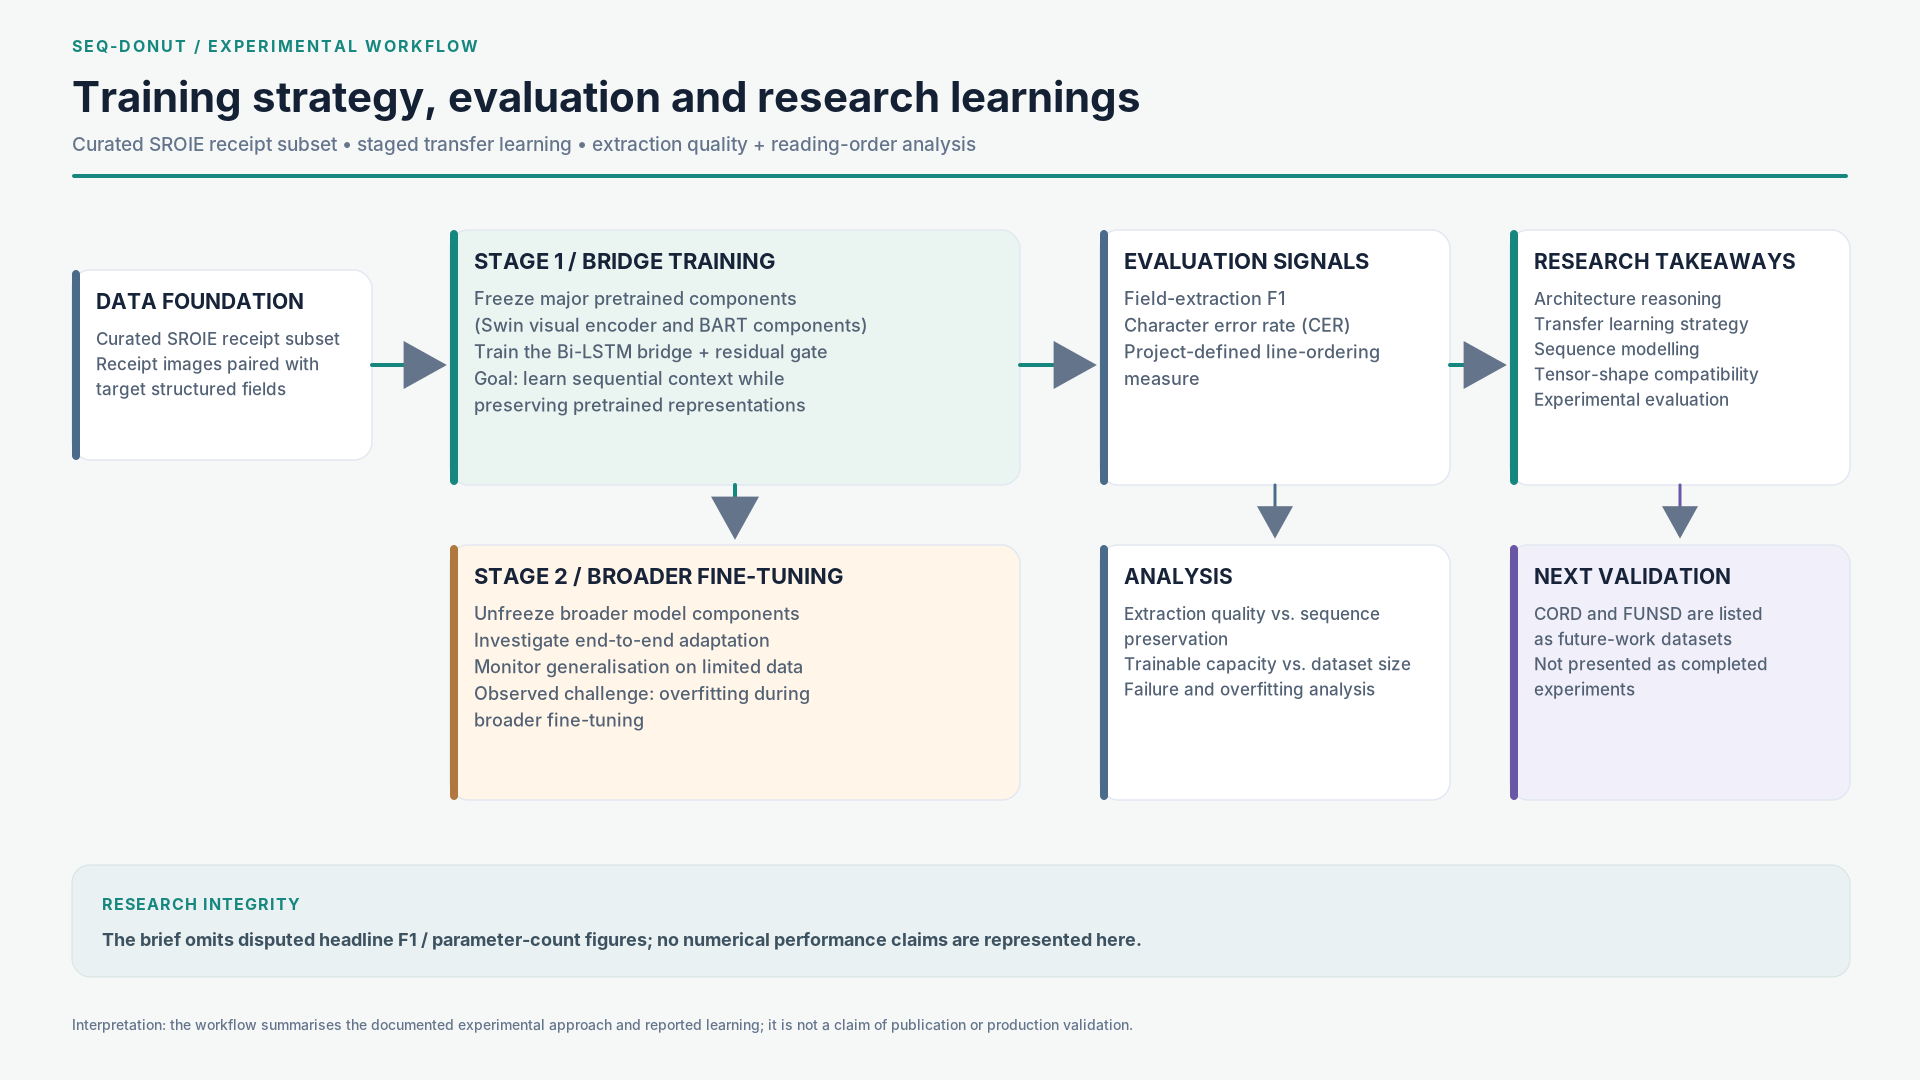 SEQ-DONUT / EXPERIMENTAL WORKFLOW
Training strategy, evaluation and research learnings
Curated SROIE receipt subset • staged transfer learning • extraction quality + reading-order analysis
DATA FOUNDATION
Curated SROIE receipt subset
Receipt images paired with
target structured fields
STAGE 1 / BRIDGE TRAINING
Freeze major pretrained components
(Swin visual encoder and BART components)
Train the Bi-LSTM bridge + residual gate
Goal: learn sequential context while
preserving pretrained representations
STAGE 2 / BROADER FINE-TUNING
Unfreeze broader model components
Investigate end-to-end adaptation
Monitor generalisation on limited data
Observed challenge: overfitting during
broader fine-tuning
EVALUATION SIGNALS
Field-extraction F1
Character error rate (CER)
Project-defined line-ordering
measure
ANALYSIS
Extraction quality vs. sequence
preservation
Trainable capacity vs. dataset size
Failure and overfitting analysis
RESEARCH TAKEAWAYS
Architecture reasoning
Transfer learning strategy
Sequence modelling
Tensor-shape compatibility
Experimental evaluation
NEXT VALIDATION
CORD and FUNSD are listed
as future-work datasets
Not presented as completed
experiments
RESEARCH INTEGRITY
The brief omits disputed headline F1 / parameter-count figures; no numerical performance claims are represented here.
Interpretation: the workflow summarises the documented experimental approach and reported learning; it is not a claim of publication or production validation.